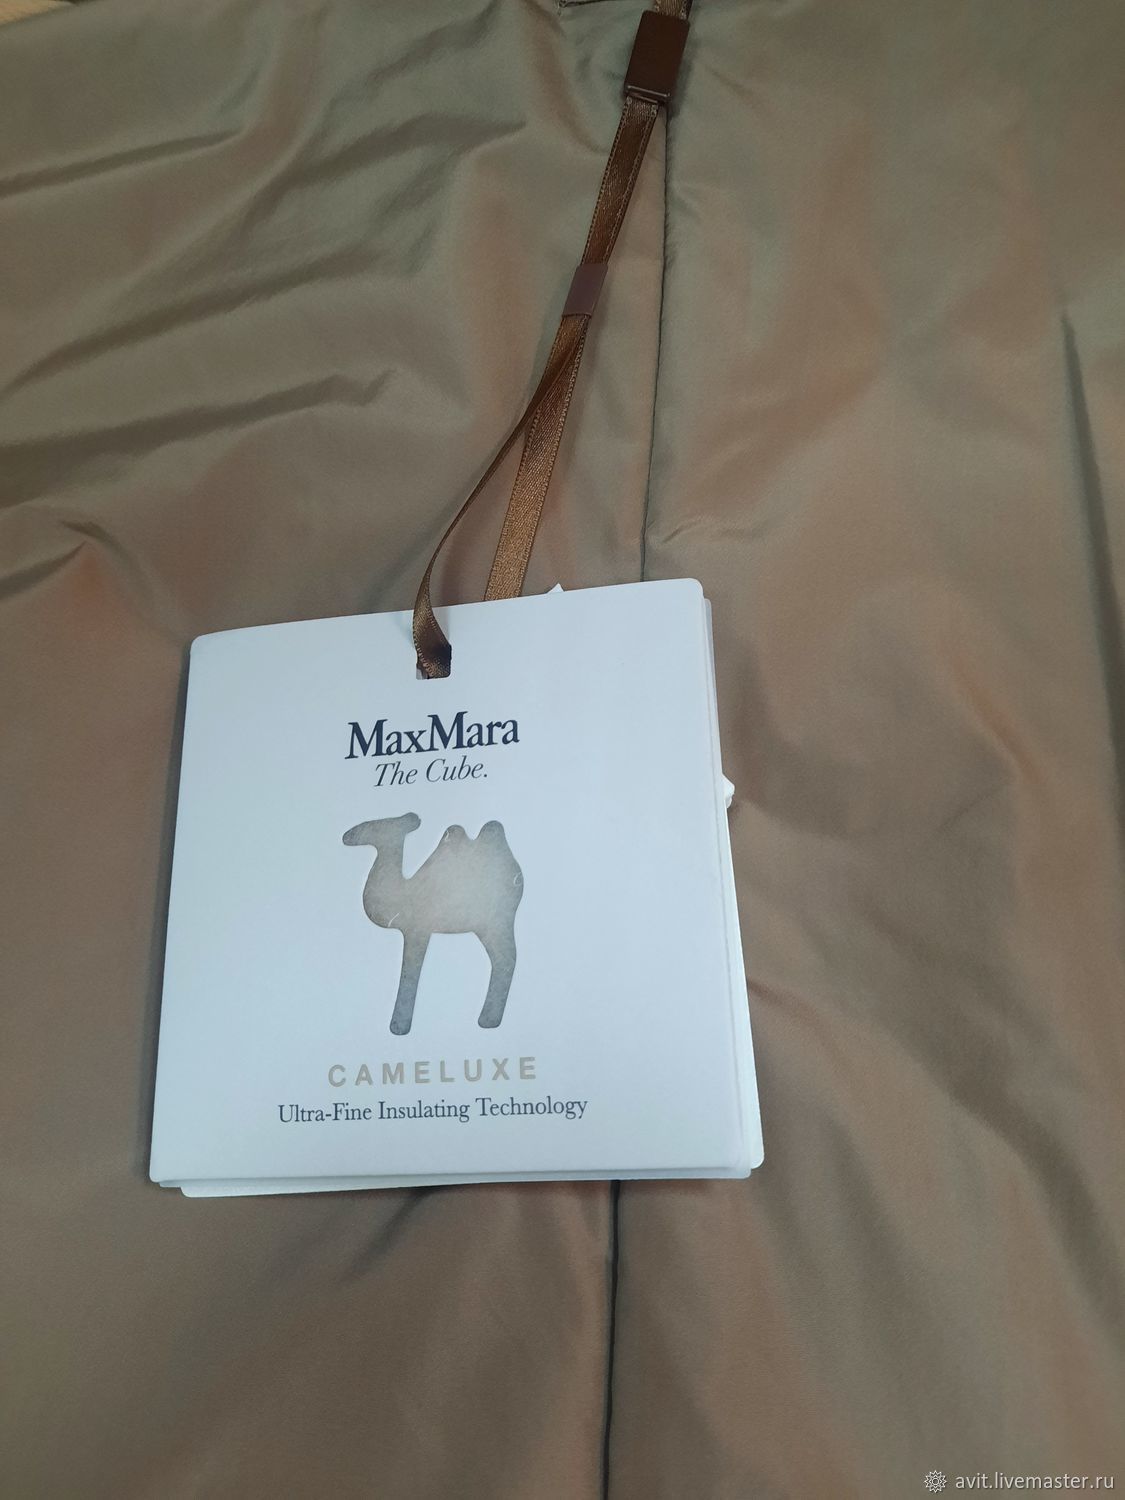 MaxMara
The Cube.
CAMELUXE
Ultra-Fine Insulating Technology
avit.livemaster.ru